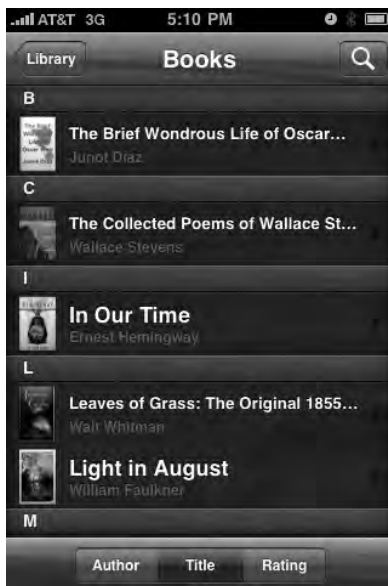 AT&T 3G 5:10 PM
Library Books
B
The Brief Wondrous Life of Oscar...
Junot Díaz
C
The Collected Poems of Wallace St...
Wallace Stevens
I
In Our Time
Ernest Hemingway
L
Leaves of Grass: The Original 1855...
Walt Whitman
Light in August
William Faulkner
M
Author Title Rating